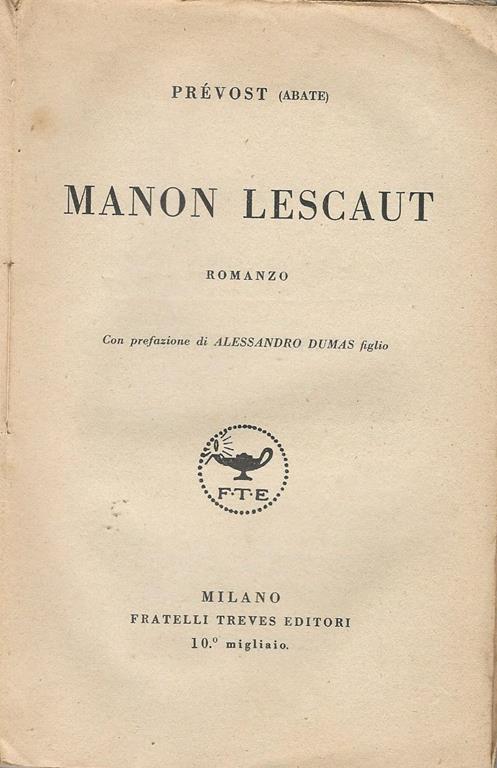 PRÉVOST (ABATE)
MANON LESCAUT
ROMANZO
Con prefazione di ALESSANDRO DUMAS figlio
F·T·E
MILANO
FRATELLI TREVES EDITORI
10.º migliaio.